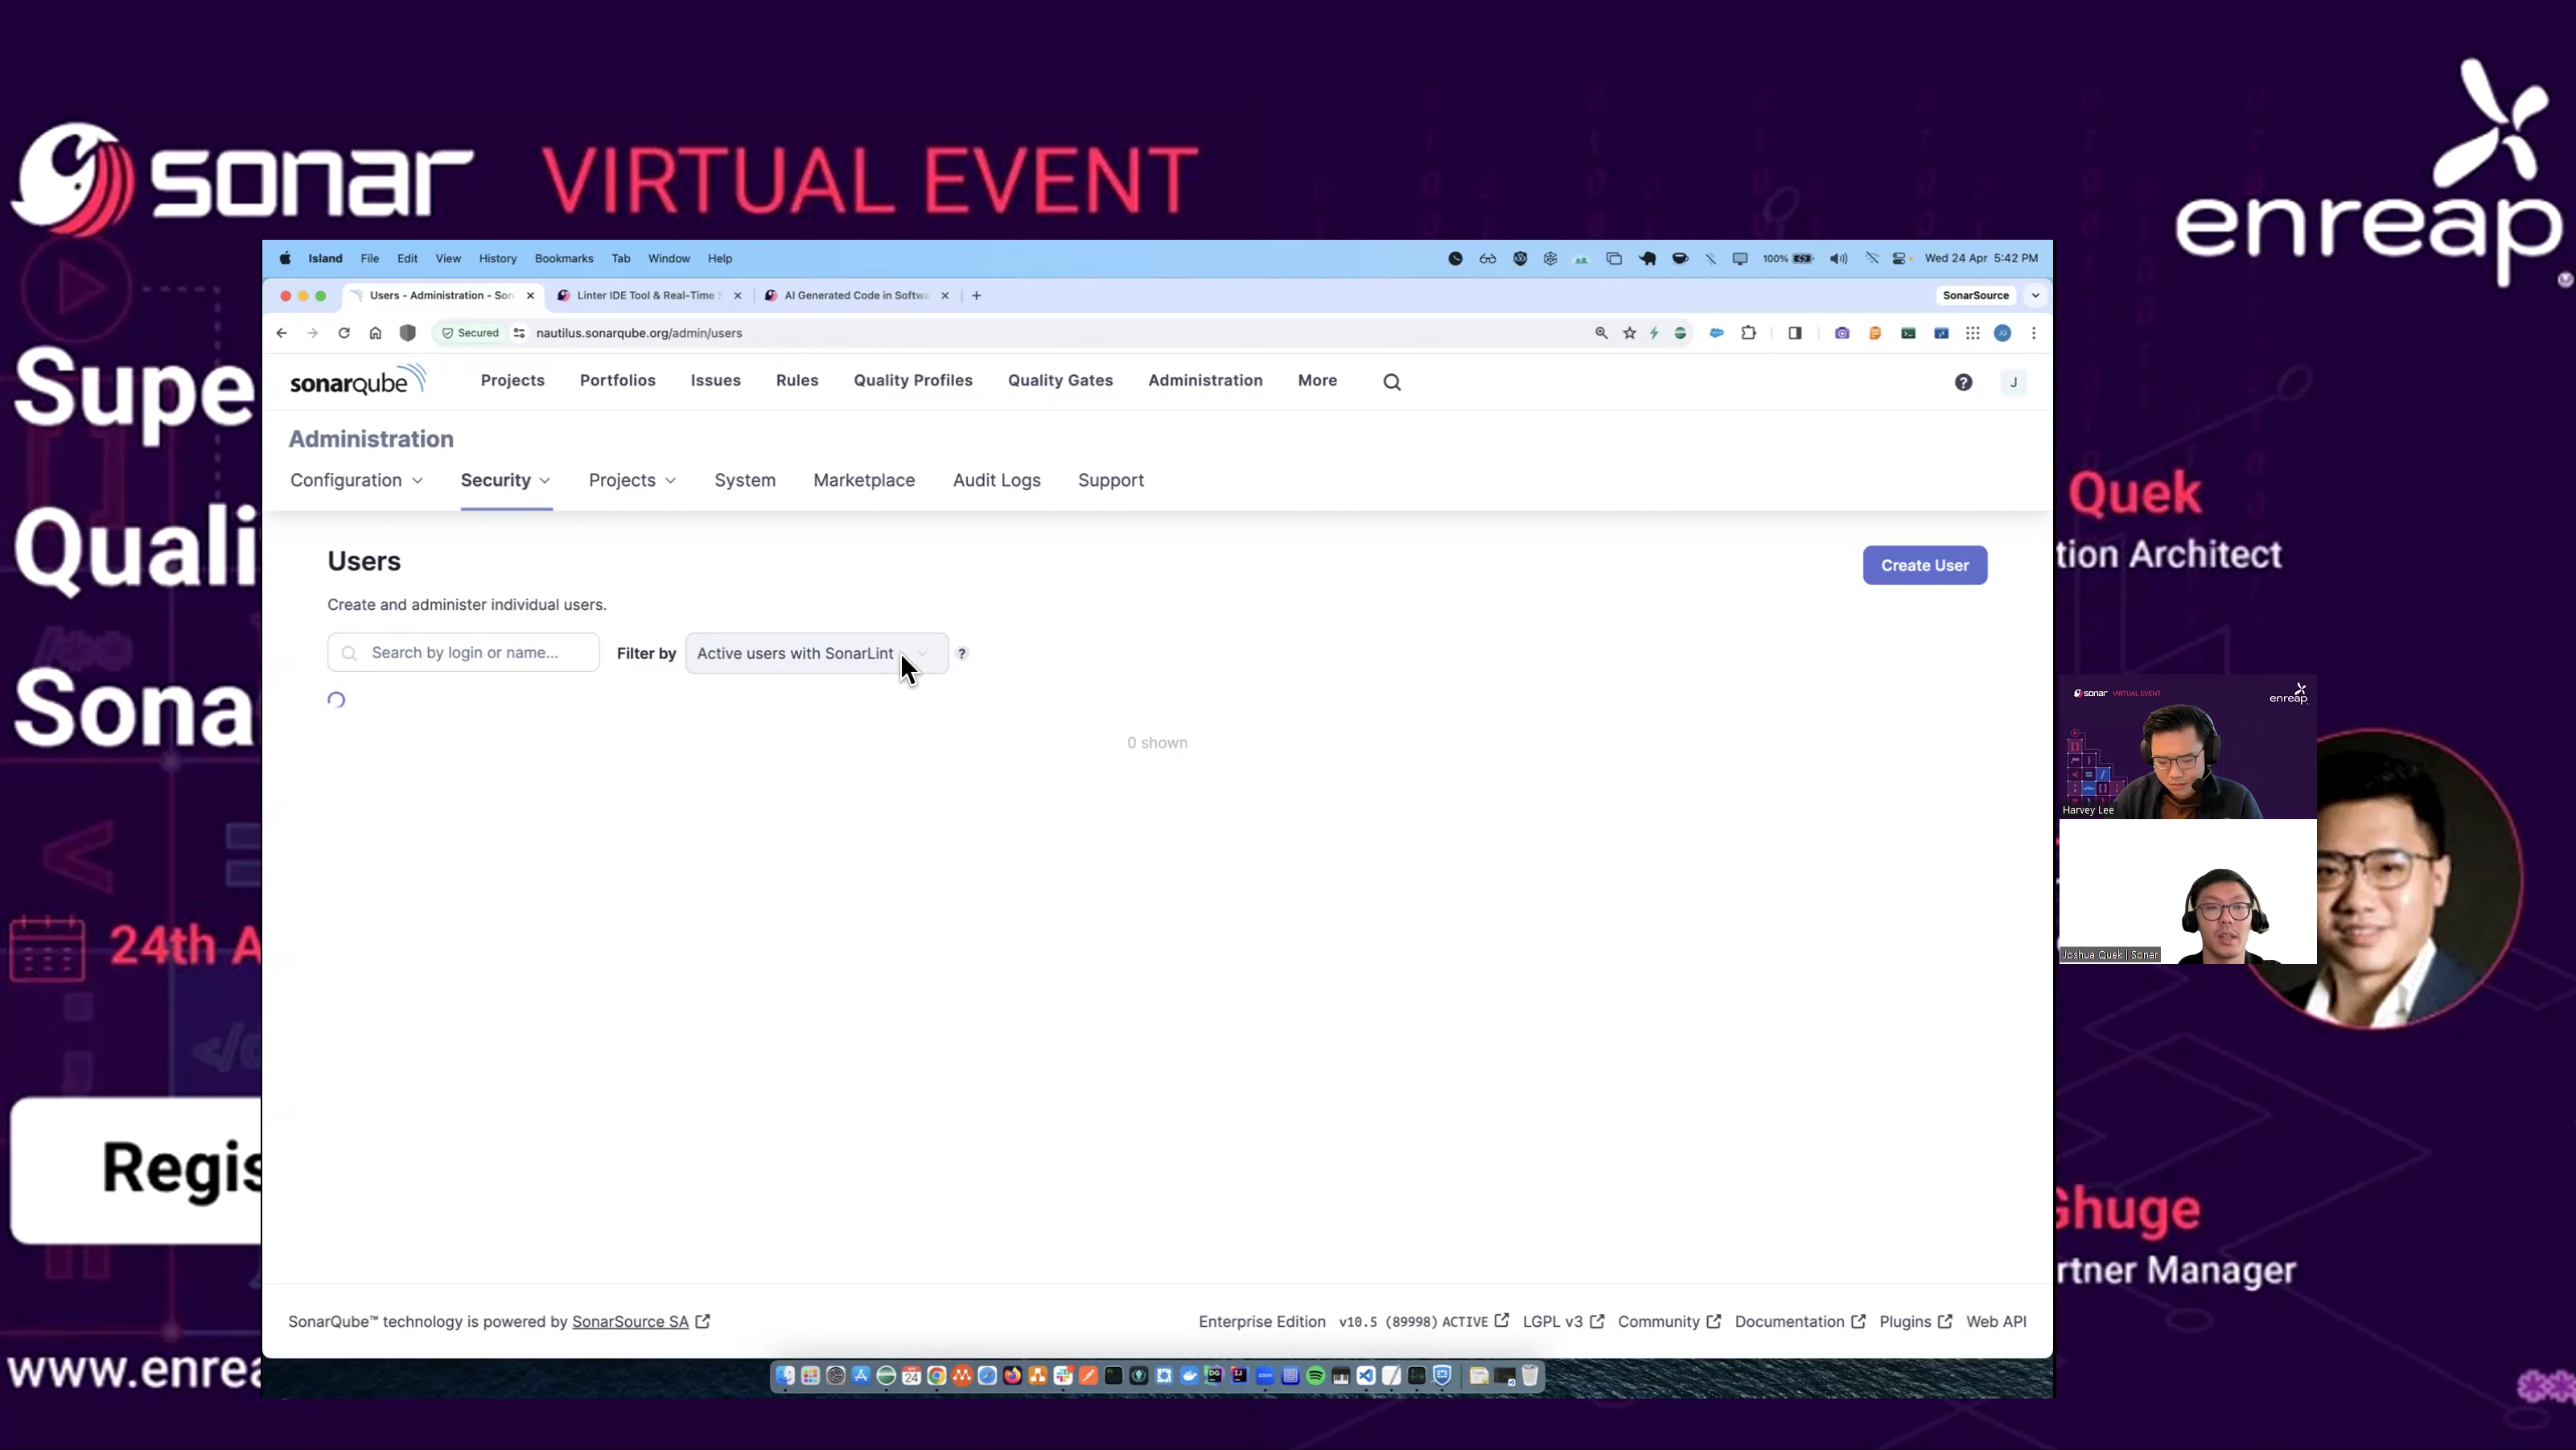 sonar VIRTUAL EVENT
enreap
Island File Edit View History Bookmarks Tab Window Help
100% Wed 24 Apr 5:42 PM
Users - Administration - Son
Linter IDE Tool & Real-Time S
AI Generated Code in Softwa
SonarSource
Secured nautilus.sonarqube.org/admin/users
sonarqube Projects Portfolios Issues Rules Quality Profiles Quality Gates Administration More
? J
Administration
Configuration Security Projects System Marketplace Audit Logs Support
Users
Create User
Create and administer individual users.
Search by login or name...
Filter by Active users with SonarLint ?
0 shown
SonarQube™ technology is powered by SonarSource SA
Enterprise Edition v10.5 (89998) ACTIVE LGPL v3 Community Documentation Plugins Web API
Supe
Quali
Sona
24th A
Regis
www.enrea
Quek
tion Architect
sonar VIRTUAL EVENT
enreap
Harvey Lee
Joshua Quek | Sonar
Ghuge
rtner Manager
24
zoom